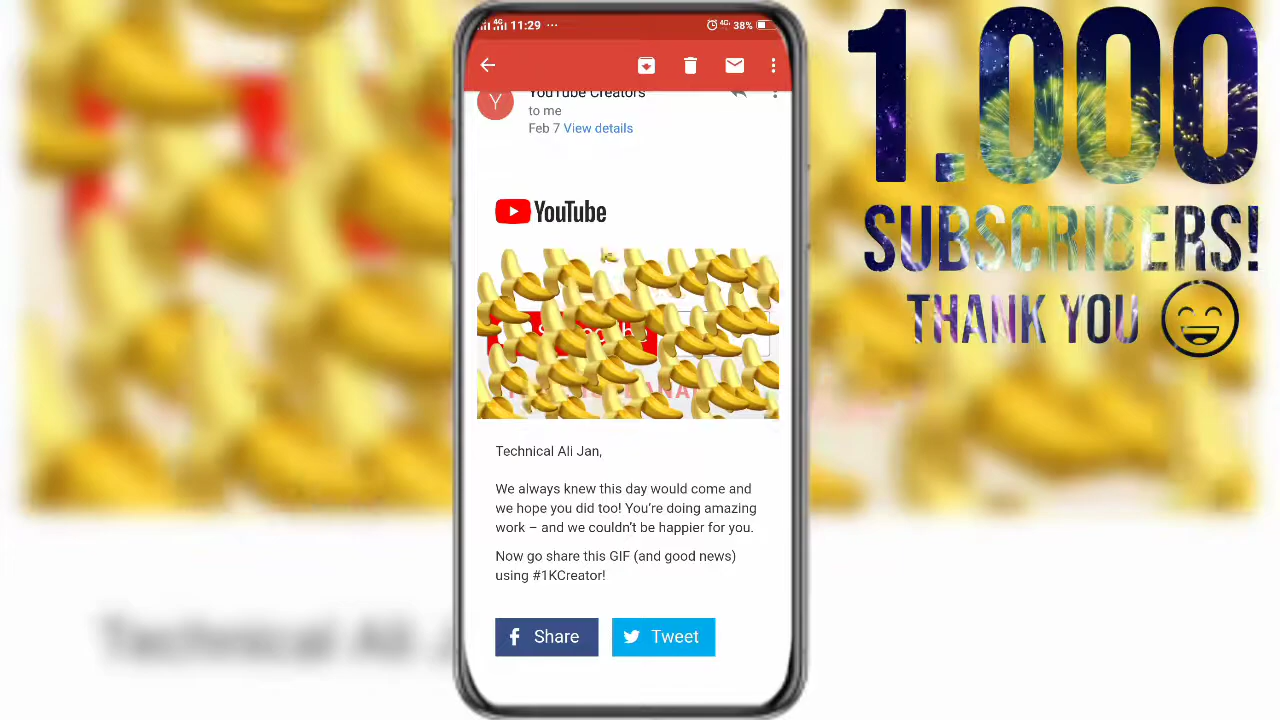 11:29 ...
4G 38%
YouTube Creators
to me
Feb 7 View details
YouTube
Technical Ali Jan,
We always knew this day would come and
we hope you did too! You're doing amazing
work – and we couldn't be happier for you.
Now go share this GIF (and good news)
using #1KCreator!
Share
Tweet
1.000
SUBSCRIBERS!
THANK YOU
Y